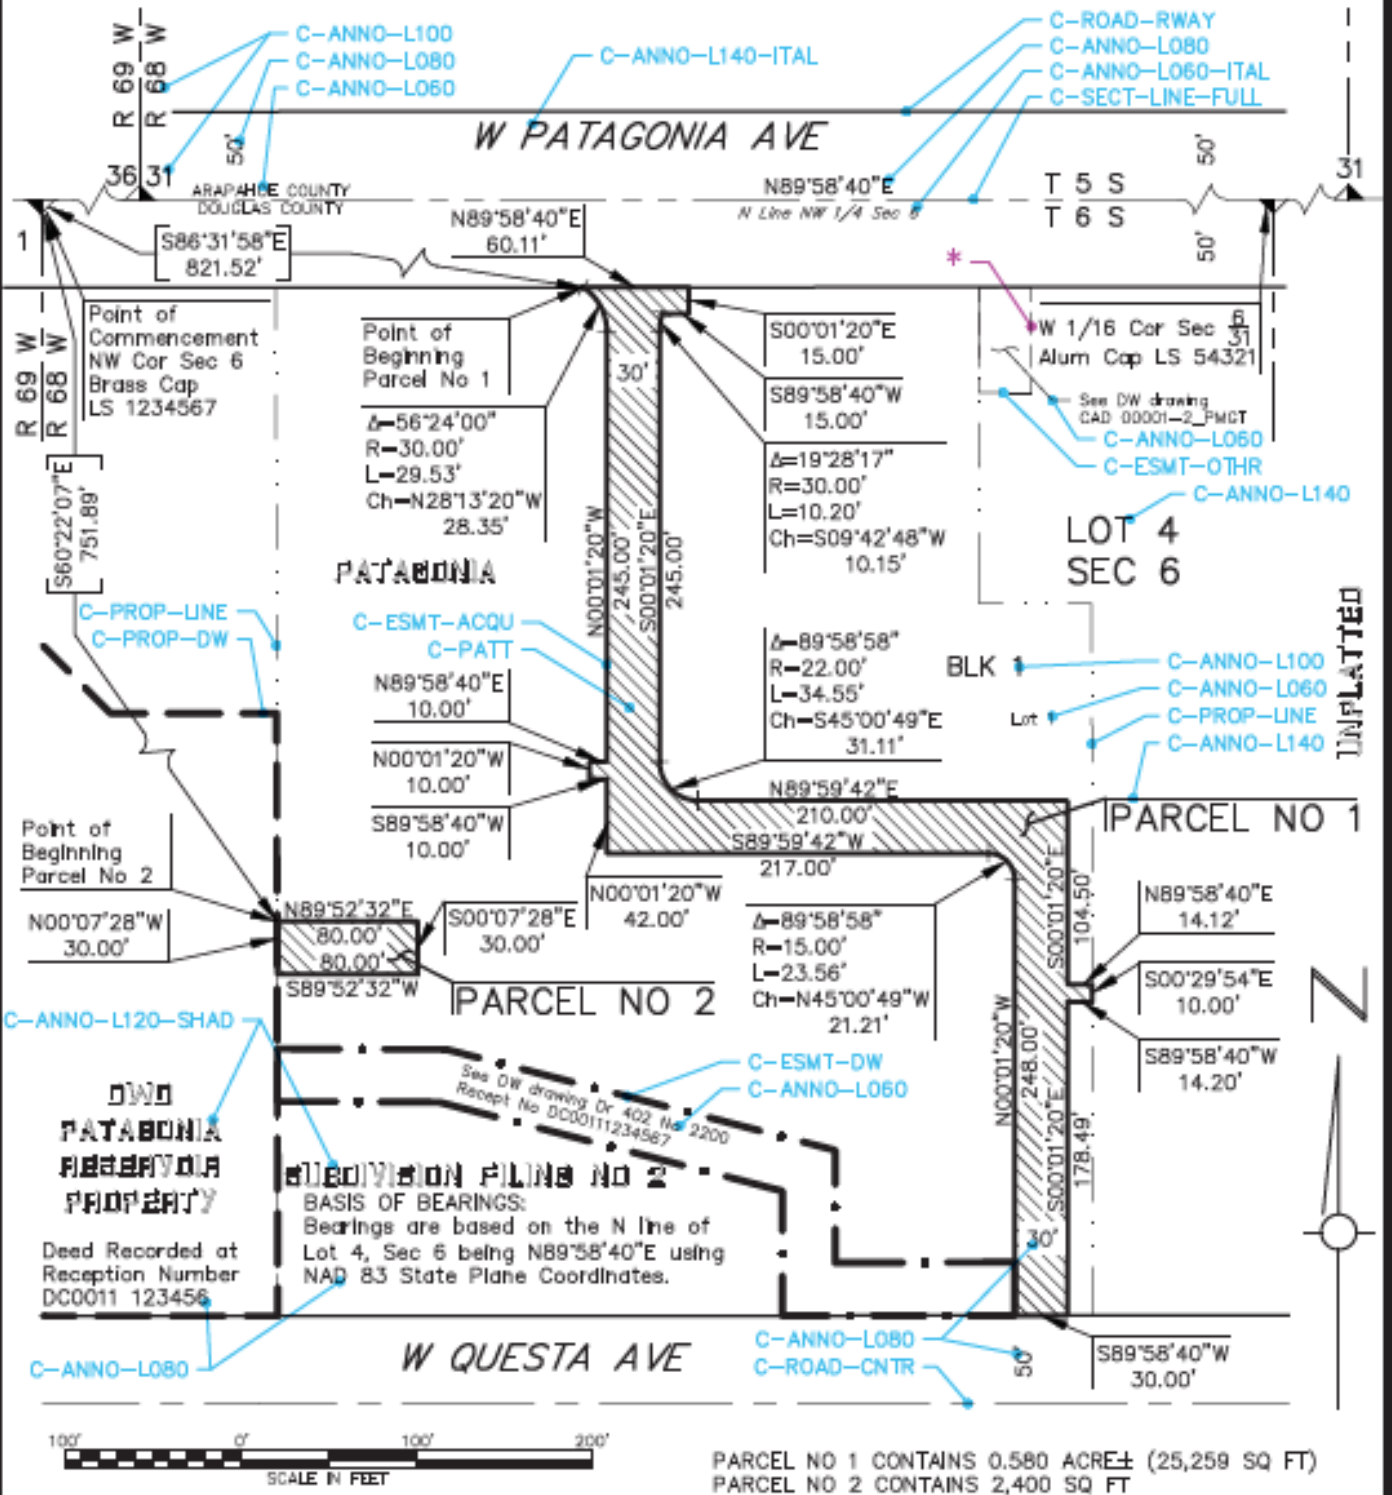 C-ANNO-L100
C-ANNO-L080
C-ANNO-L060
C-ANNO-L140-ITAL
C-ROAD-RWAY
C-ANNO-L080
C-ANNO-L060-ITAL
C-SECT-LINE-FULL
R 69 W
R 68 W
W PATAGONIA AVE
50'
50'
36 31
31
ARAPAHOE COUNTY
DOUGLAS COUNTY
N89°58'40"E
N Line NW 1/4 Sec 6
T 5 S
T 6 S
50'
1
S86°31'58"E
821.52'
N89°58'40"E
60.11'
*
Point of
Commencement
NW Cor Sec 6
Brass Cap
LS 1234567
R 69 W
R 68 W
Point of
Beginning
Parcel No 1
30'
S00°01'20"E
15.00'
S89°58'40"W
15.00'
W 1/16 Cor Sec 6/31
Alum Cap LS 54321
See DW drawing
CAD 00001-2_PMGT
C-ANNO-L060
C-ESMT-OTHR
C-ANNO-L140
LOT 4
SEC 6
Δ=56°24'00"
R=30.00'
L=29.53'
Ch=N28°13'20"W
28.35'
Δ=19°28'17"
R=30.00'
L=10.20'
Ch=S09°42'48"W
10.15'
S60°22'07"E
751.89'
N00°01'20"W
245.00'
S00°01'20"E
245.00'
PATAGONIA
C-PROP-LINE
C-PROP-DW
C-ESMT-ACQU
C-PATT
UNPLATTED
Δ=89°58'58"
R=22.00'
L=34.55'
Ch=S45°00'49"E
31.11'
BLK 1
Lot 1
C-ANNO-L100
C-ANNO-L060
C-PROP-LINE
C-ANNO-L140
N89°58'40"E
10.00'
N00°01'20"W
10.00'
S89°58'40"W
10.00'
N89°59'42"E
210.00'
S89°59'42"W
217.00'
PARCEL NO 1
Point of
Beginning
Parcel No 2
N00°07'28"W
30.00'
N89°52'32"E
80.00'
80.00'
S89°52'32"W
S00°07'28"E
30.00'
N00°01'20"W
42.00'
PARCEL NO 2
Δ=89°58'58"
R=15.00'
L=23.56'
Ch=N45°00'49"W
21.21'
S00°01'20"E
104.50'
N89°58'40"E
14.12'
S00°29'54"E
10.00'
S89°58'40"W
14.20'
N
C-ANNO-L120-SHAD
C-ESMT-DW
C-ANNO-L060
See DW drawing Dr 402 No 2200
Recept No DC00111234567
N00°01'20"W
248.00'
S00°01'20"E
178.49'
DWD
PATAGONIA
RESERVOIR
PROPERTY
SUBDIVISION FILING NO 2
BASIS OF BEARINGS:
Bearings are based on the N line of
Lot 4, Sec 6 being N89°58'40"E using
NAD 83 State Plane Coordinates.
Deed Recorded at
Reception Number
DC0011 123456
30'
C-ANNO-L080
W QUESTA AVE
C-ANNO-L080
C-ROAD-CNTR
50'
S89°58'40"W
30.00'
100' 0' 100' 200'
SCALE IN FEET
PARCEL NO 1 CONTAINS 0.580 ACRE± (25,259 SQ FT)
PARCEL NO 2 CONTAINS 2,400 SQ FT